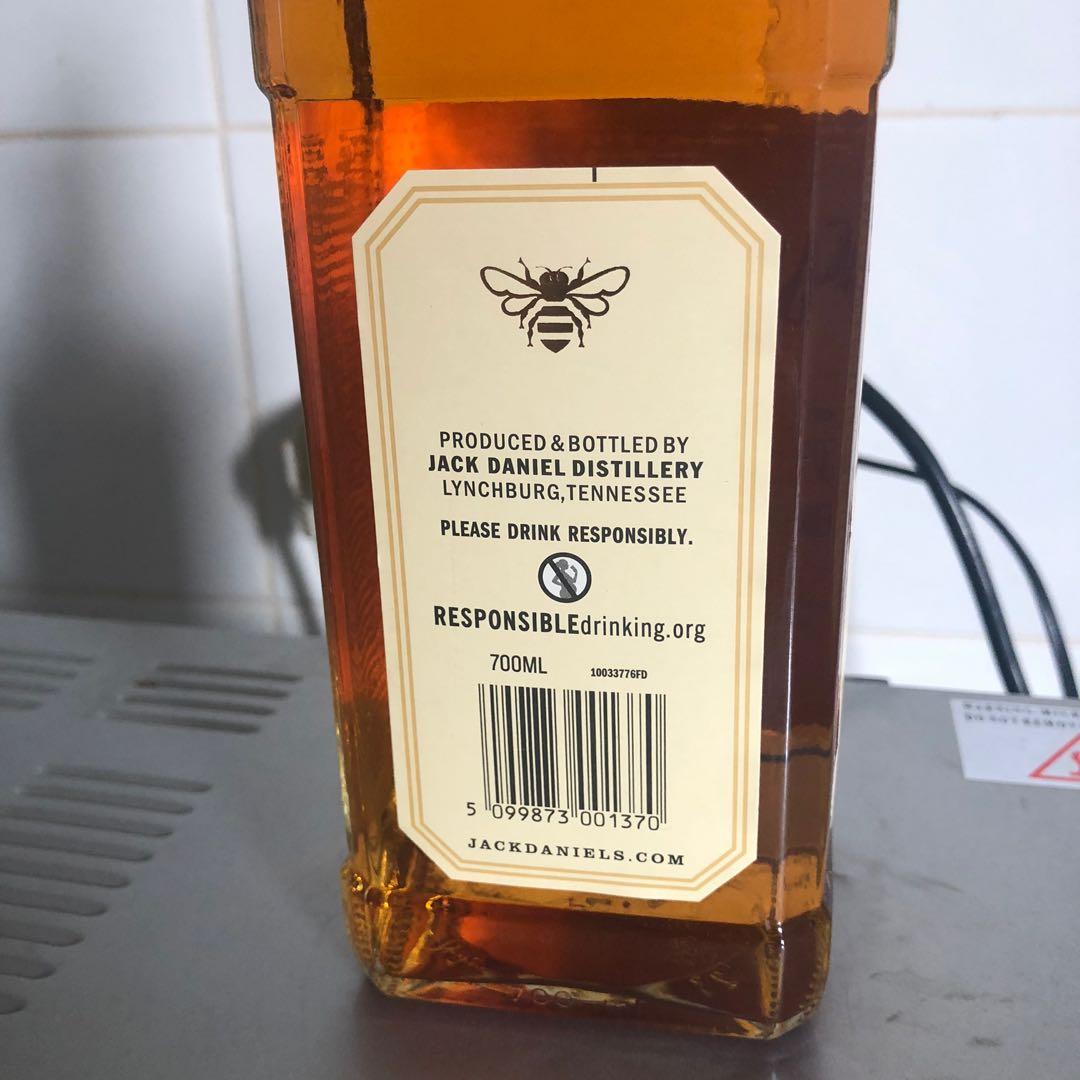 PRODUCED & BOTTLED BY
JACK DANIEL DISTILLERY
LYNCHBURG, TENNESSEE
PLEASE DRINK RESPONSIBLY.
RESPONSIBLEdrinking.org
700ML 10033776FD
5 099873 001370
JACKDANIELS.COM